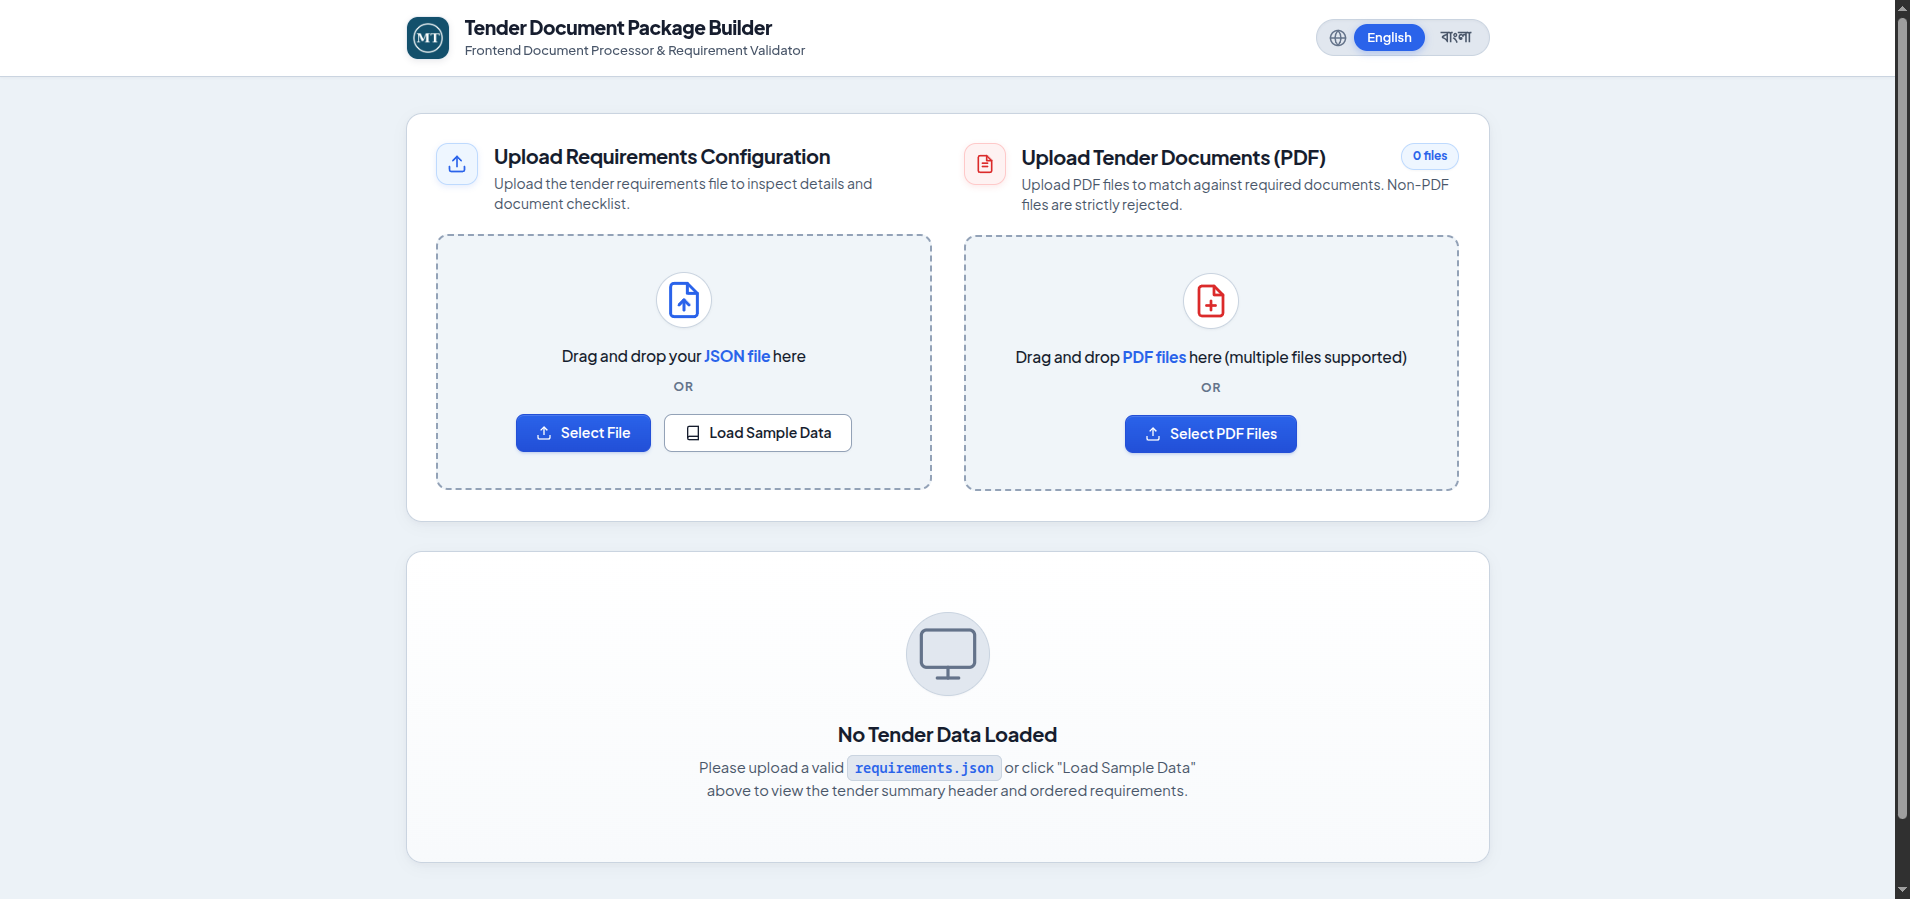 MT
Tender Document Package Builder
Frontend Document Processor & Requirement Validator
English
বাংলা
Upload Requirements Configuration
Upload the tender requirements file to inspect details and
document checklist.
Drag and drop your JSON file here
OR
Select File
Load Sample Data
Upload Tender Documents (PDF)
0 files
Upload PDF files to match against required documents. Non-PDF
files are strictly rejected.
Drag and drop PDF files here (multiple files supported)
OR
Select PDF Files
No Tender Data Loaded
Please upload a valid requirements.json or click "Load Sample Data"
above to view the tender summary header and ordered requirements.